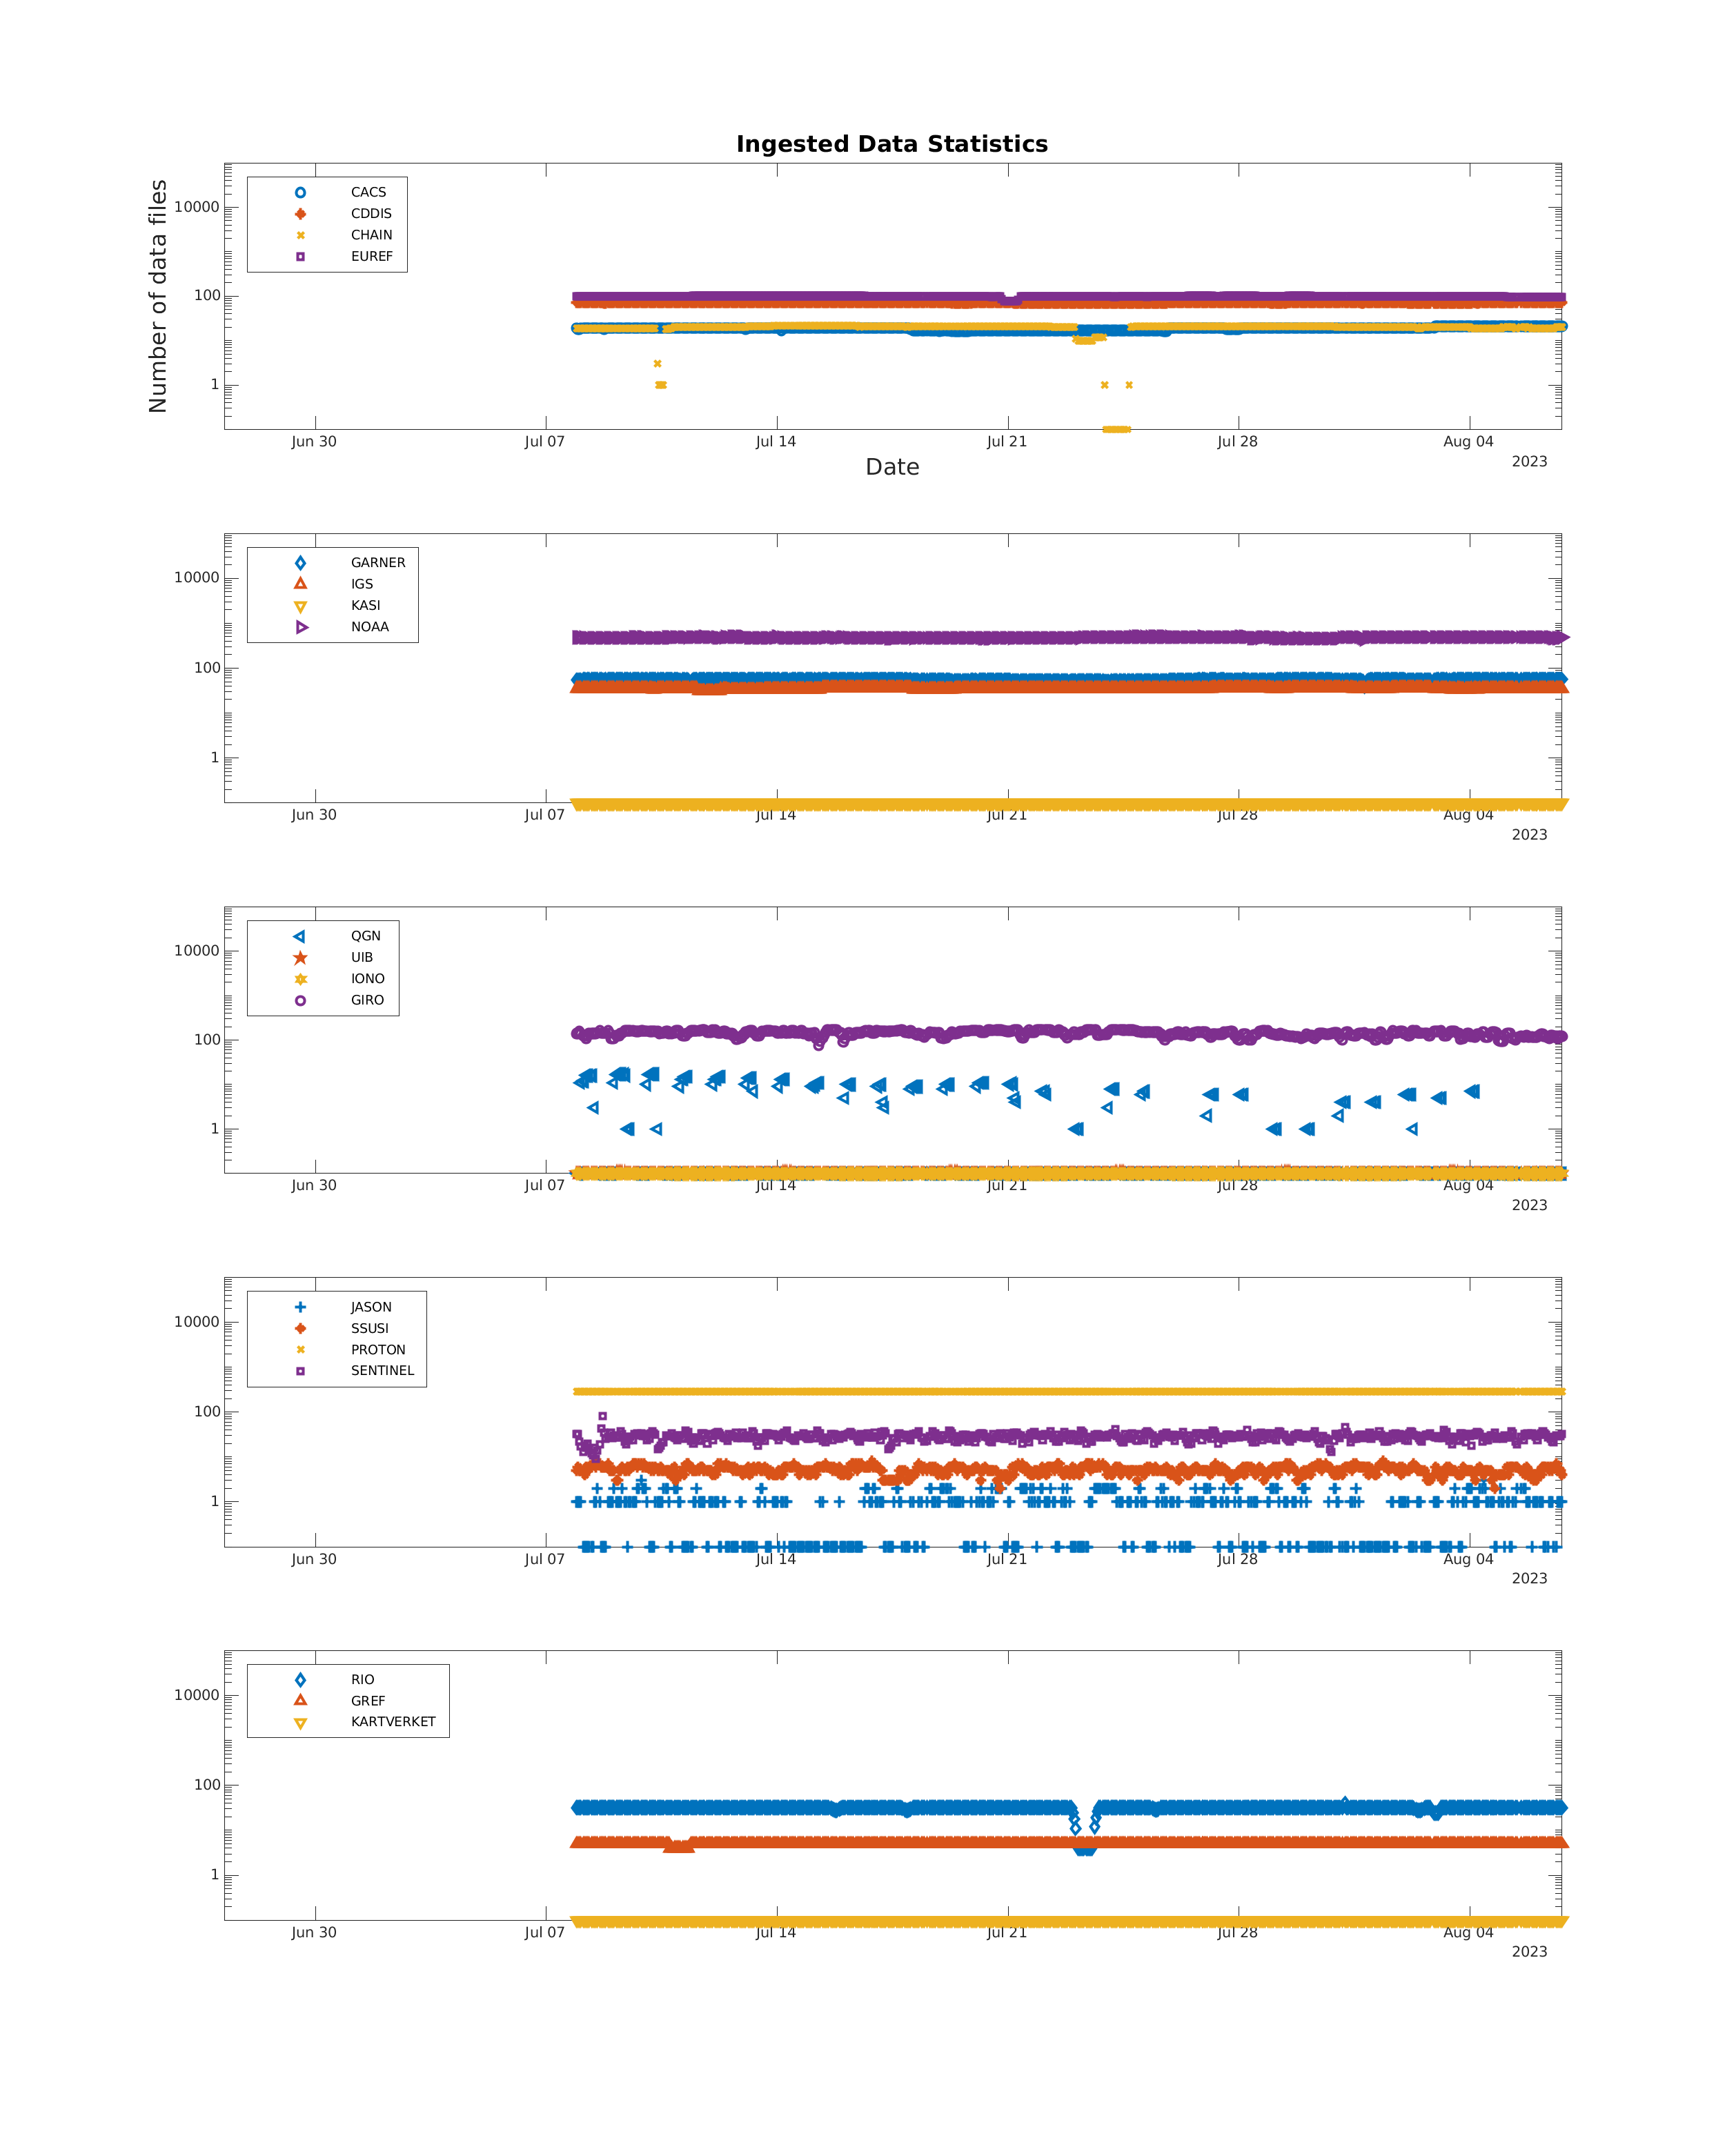 Ingested Data Statistics
Number of data files
CACS
CDDIS
CHAIN
EUREF
10000
100
1
Jun 30 Jul 07 Jul 14 Jul 21 Jul 28 Aug 04
2023
Date
GARNER
IGS
KASI
NOAA
10000
100
1
Jun 30 Jul 07 Jul 14 Jul 21 Jul 28 Aug 04
2023
QGN
UIB
IONO
GIRO
10000
100
1
Jun 30 Jul 07 Jul 14 Jul 21 Jul 28 Aug 04
2023
JASON
SSUSI
PROTON
SENTINEL
10000
100
1
Jun 30 Jul 07 Jul 14 Jul 21 Jul 28 Aug 04
2023
RIO
GREF
KARTVERKET
10000
100
1
Jun 30 Jul 07 Jul 14 Jul 21 Jul 28 Aug 04
2023